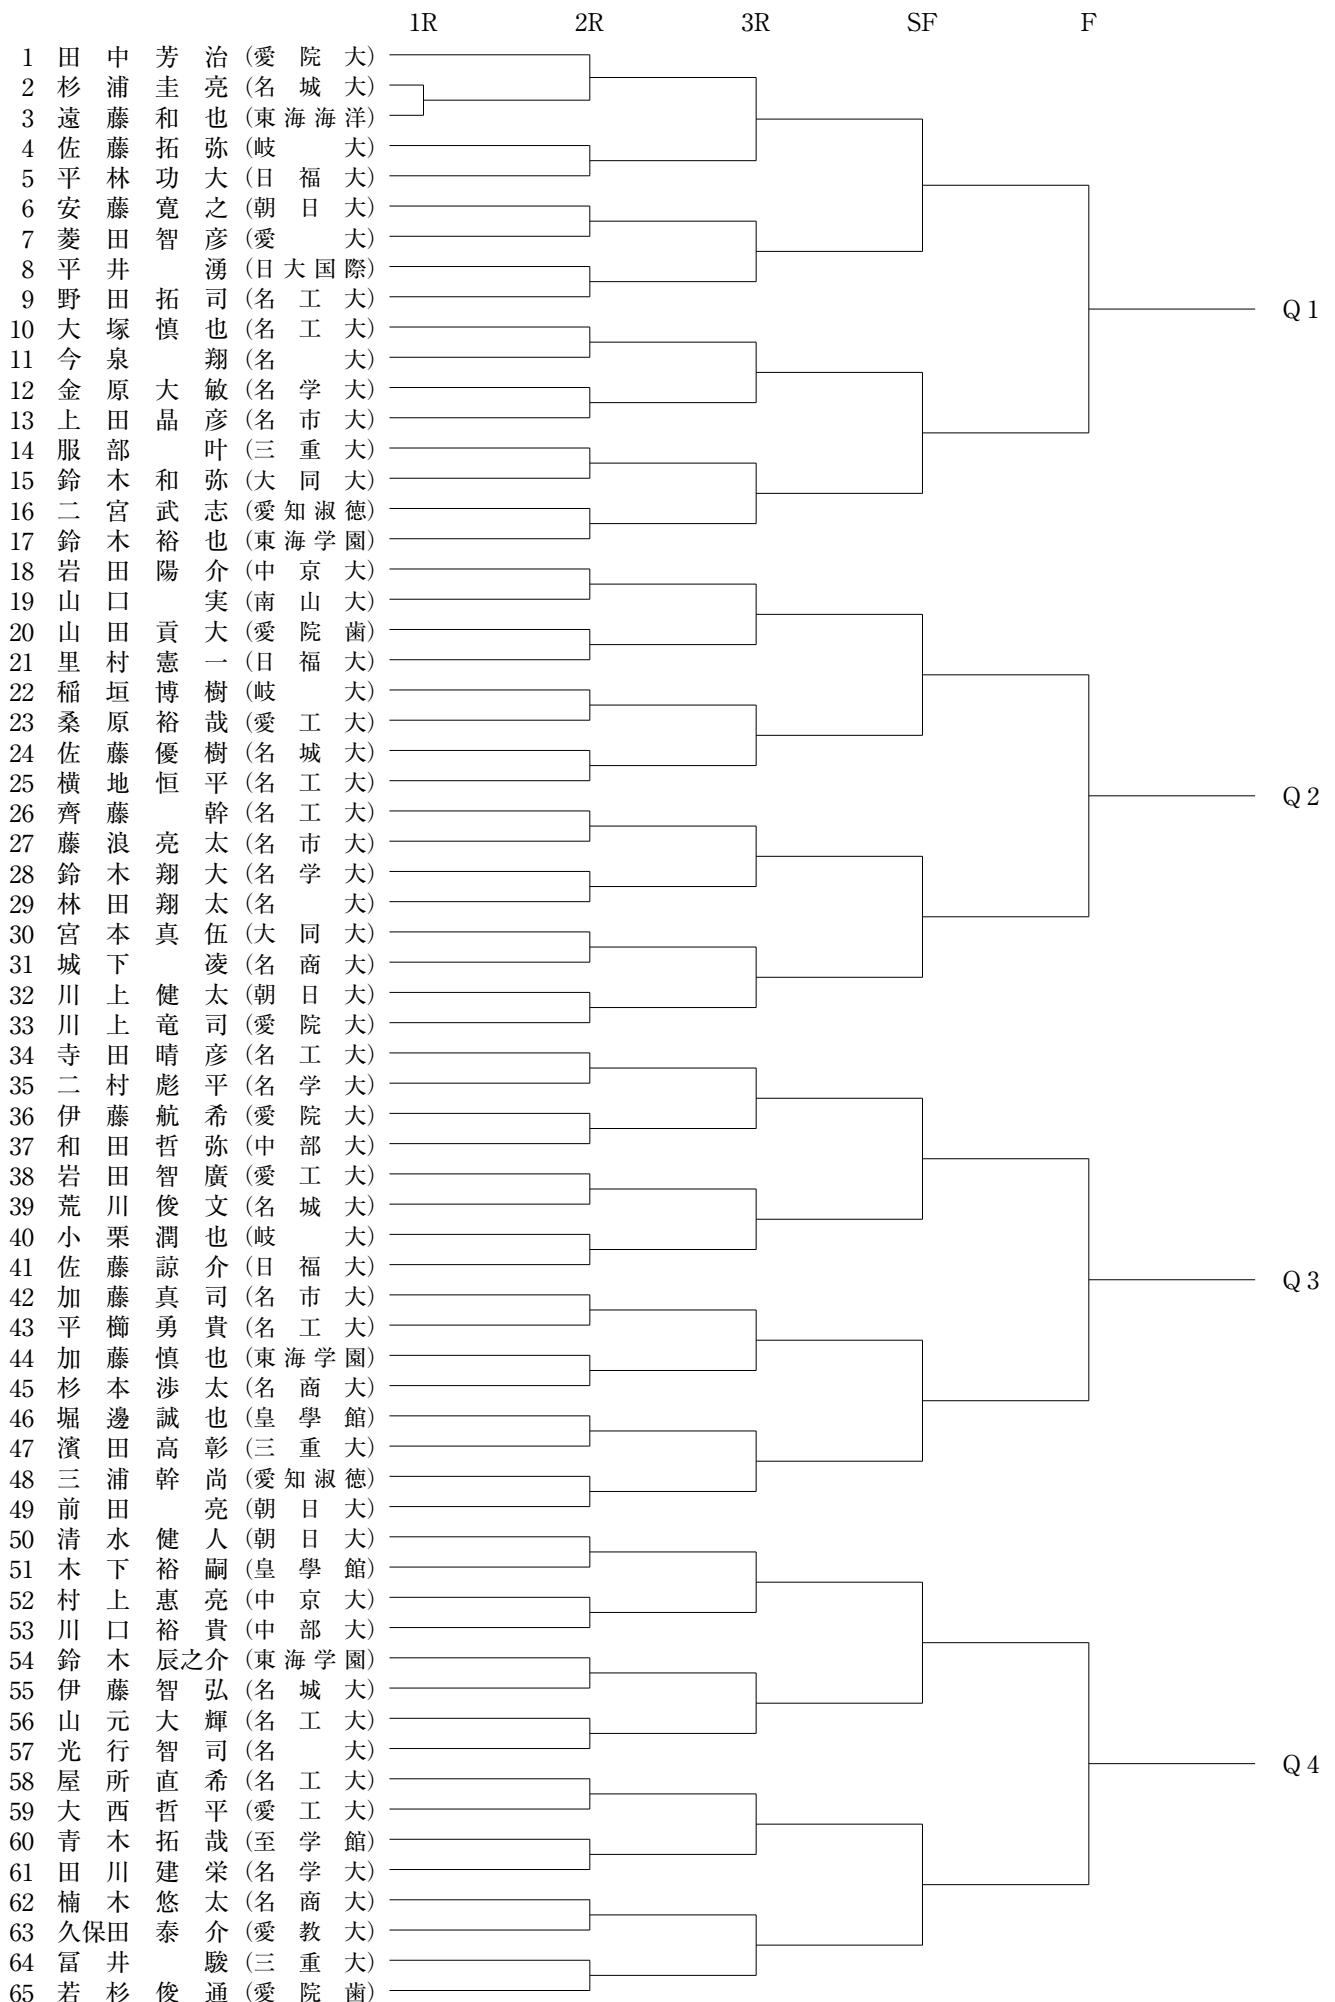 1R 2R 3R SF F
1 田中芳治 (愛院大)
2 杉浦圭亮 (名城大)
3 遠藤和也 (東海海洋)
4 佐藤拓弥 (岐大)
5 平林功大 (日福大)
6 安藤寛之 (朝日大)
7 菱田智彦 (愛大)
8 平井湧 (日大国際)
9 野田拓司 (名工大)
Q1
10 大塚慎也 (名工大)
11 今泉翔 (名大)
12 金原大敏 (名学大)
13 上田晶彦 (名市大)
14 服部叶 (三重大)
15 鈴木和弥 (大同大)
16 二宮武志 (愛知淑徳)
17 鈴木裕也 (東海学園)
18 岩田陽介 (中京大)
19 山口実 (南山大)
20 山田貢大 (愛院歯)
21 里村憲一 (日福大)
22 稲垣博樹 (岐大)
23 桑原裕哉 (愛工大)
24 佐藤優樹 (名城大)
25 横地恒平 (名工大)
Q2
26 齊藤幹 (名工大)
27 藤浪亮太 (名市大)
28 鈴木翔大 (名学大)
29 林田翔太 (名大)
30 宮本真伍 (大同大)
31 城下凌 (名商大)
32 川上健太 (朝日大)
33 川上竜司 (愛院大)
34 寺田晴彦 (名工大)
35 二村彪平 (名学大)
36 伊藤航希 (愛院大)
37 和田哲弥 (中部大)
38 岩田智廣 (愛工大)
39 荒川俊文 (名城大)
40 小栗潤也 (岐大)
41 佐藤諒介 (日福大)
Q3
42 加藤真司 (名市大)
43 平櫛勇貴 (名工大)
44 加藤慎也 (東海学園)
45 杉本渉太 (名商大)
46 堀邊誠也 (皇學館)
47 濱田高彰 (三重大)
48 三浦幹尚 (愛知淑徳)
49 前田亮 (朝日大)
50 清水健人 (朝日大)
51 木下裕嗣 (皇學館)
52 村上惠亮 (中京大)
53 川口裕貴 (中部大)
54 鈴木辰之介 (東海学園)
55 伊藤智弘 (名城大)
56 山元大輝 (名工大)
57 光行智司 (名大)
Q4
58 屋所直希 (名工大)
59 大西哲平 (愛工大)
60 青木拓哉 (至学館)
61 田川建栄 (名学大)
62 楠木悠太 (名商大)
63 久保田泰介 (愛教大)
64 冨井駿 (三重大)
65 若杉俊通 (愛院歯)